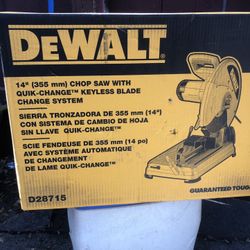 DEWALT
14" (355 mm) CHOP SAW WITH
QUIK-CHANGE™ KEYLESS BLADE
CHANGE SYSTEM
SIERRA TRONZADORA DE 355 mm (14")
CON SISTEMA DE CAMBIO DE HOJA
SIN LLAVE QUIK-CHANGE™
SCIE FENDEUSE DE 355 mm (14 po)
AVEC SYSTÈME AUTOMATIQUE
DE CHANGEMENT
DE LAME QUIK-CHANGE™
GUARANTEED TOUGH
D28715